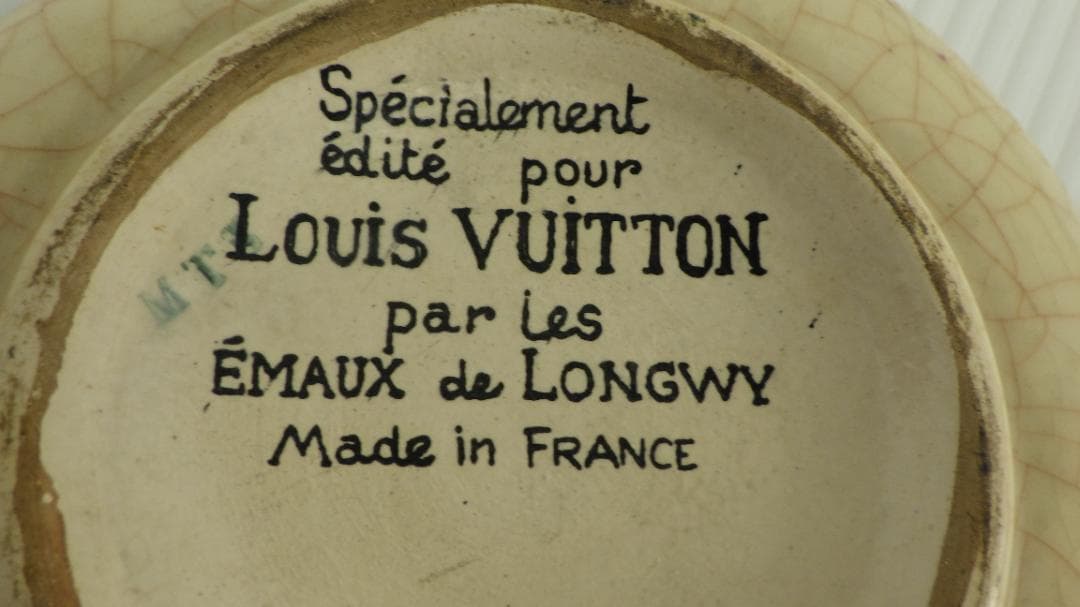 Spécialement
édité pour
LOUiS VUiTTON
par les
ÉMAUX de LONGWY
Made in FRANCE